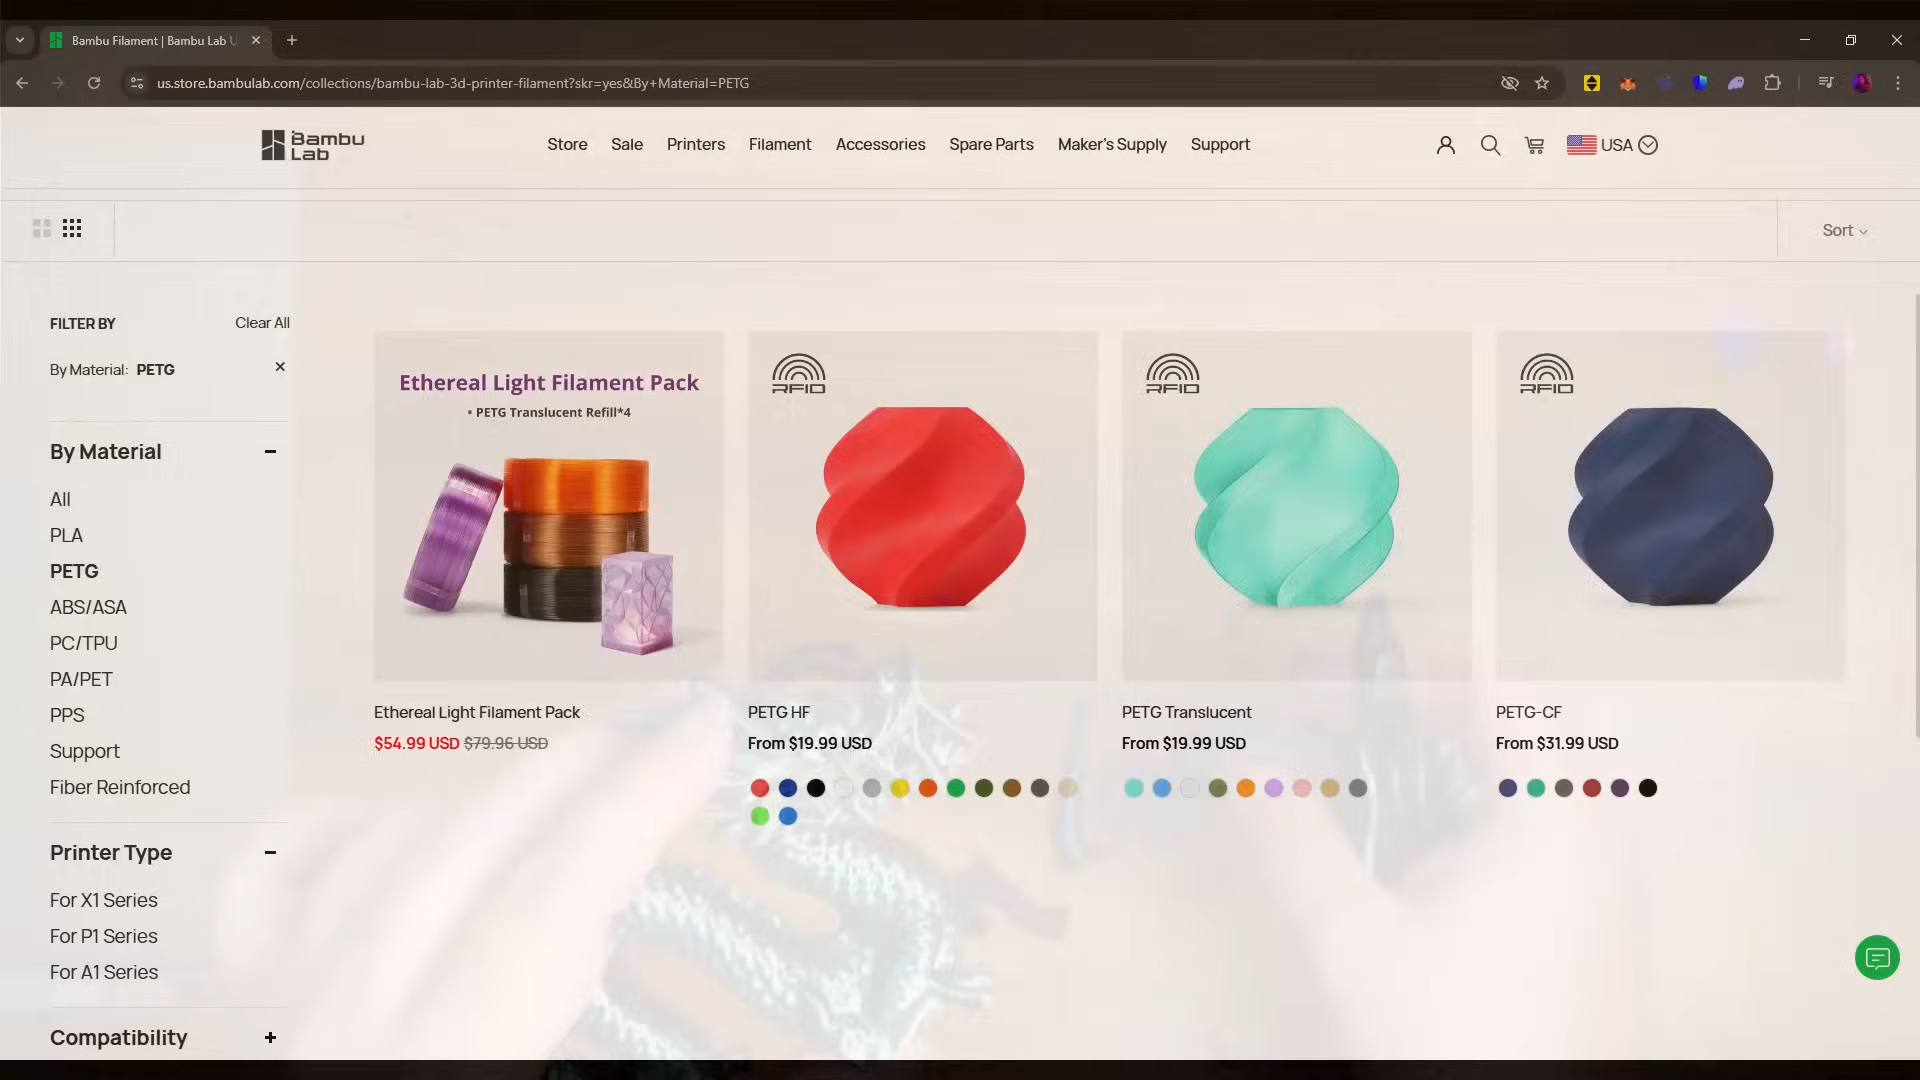 Bambu Filament | Bambu Lab U
us.store.bambulab.com/collections/bambu-lab-3d-printer-filament?skr=yes&By+Material=PETG
Bambu Lab
Store
Sale
Printers
Filament
Accessories
Spare Parts
Maker's Supply
Support
USA
Sort
FILTER BY
Clear All
By Material: PETG
By Material
All
PLA
PETG
ABS/ASA
PC/TPU
PA/PET
PPS
Support
Fiber Reinforced
Printer Type
For X1 Series
For P1 Series
For A1 Series
Compatibility
Ethereal Light Filament Pack
• PETG Translucent Refill*4
Ethereal Light Filament Pack
$54.99 USD $79.96 USD
RFID
PETG HF
From $19.99 USD
RFID
PETG Translucent
From $19.99 USD
RFID
PETG-CF
From $31.99 USD